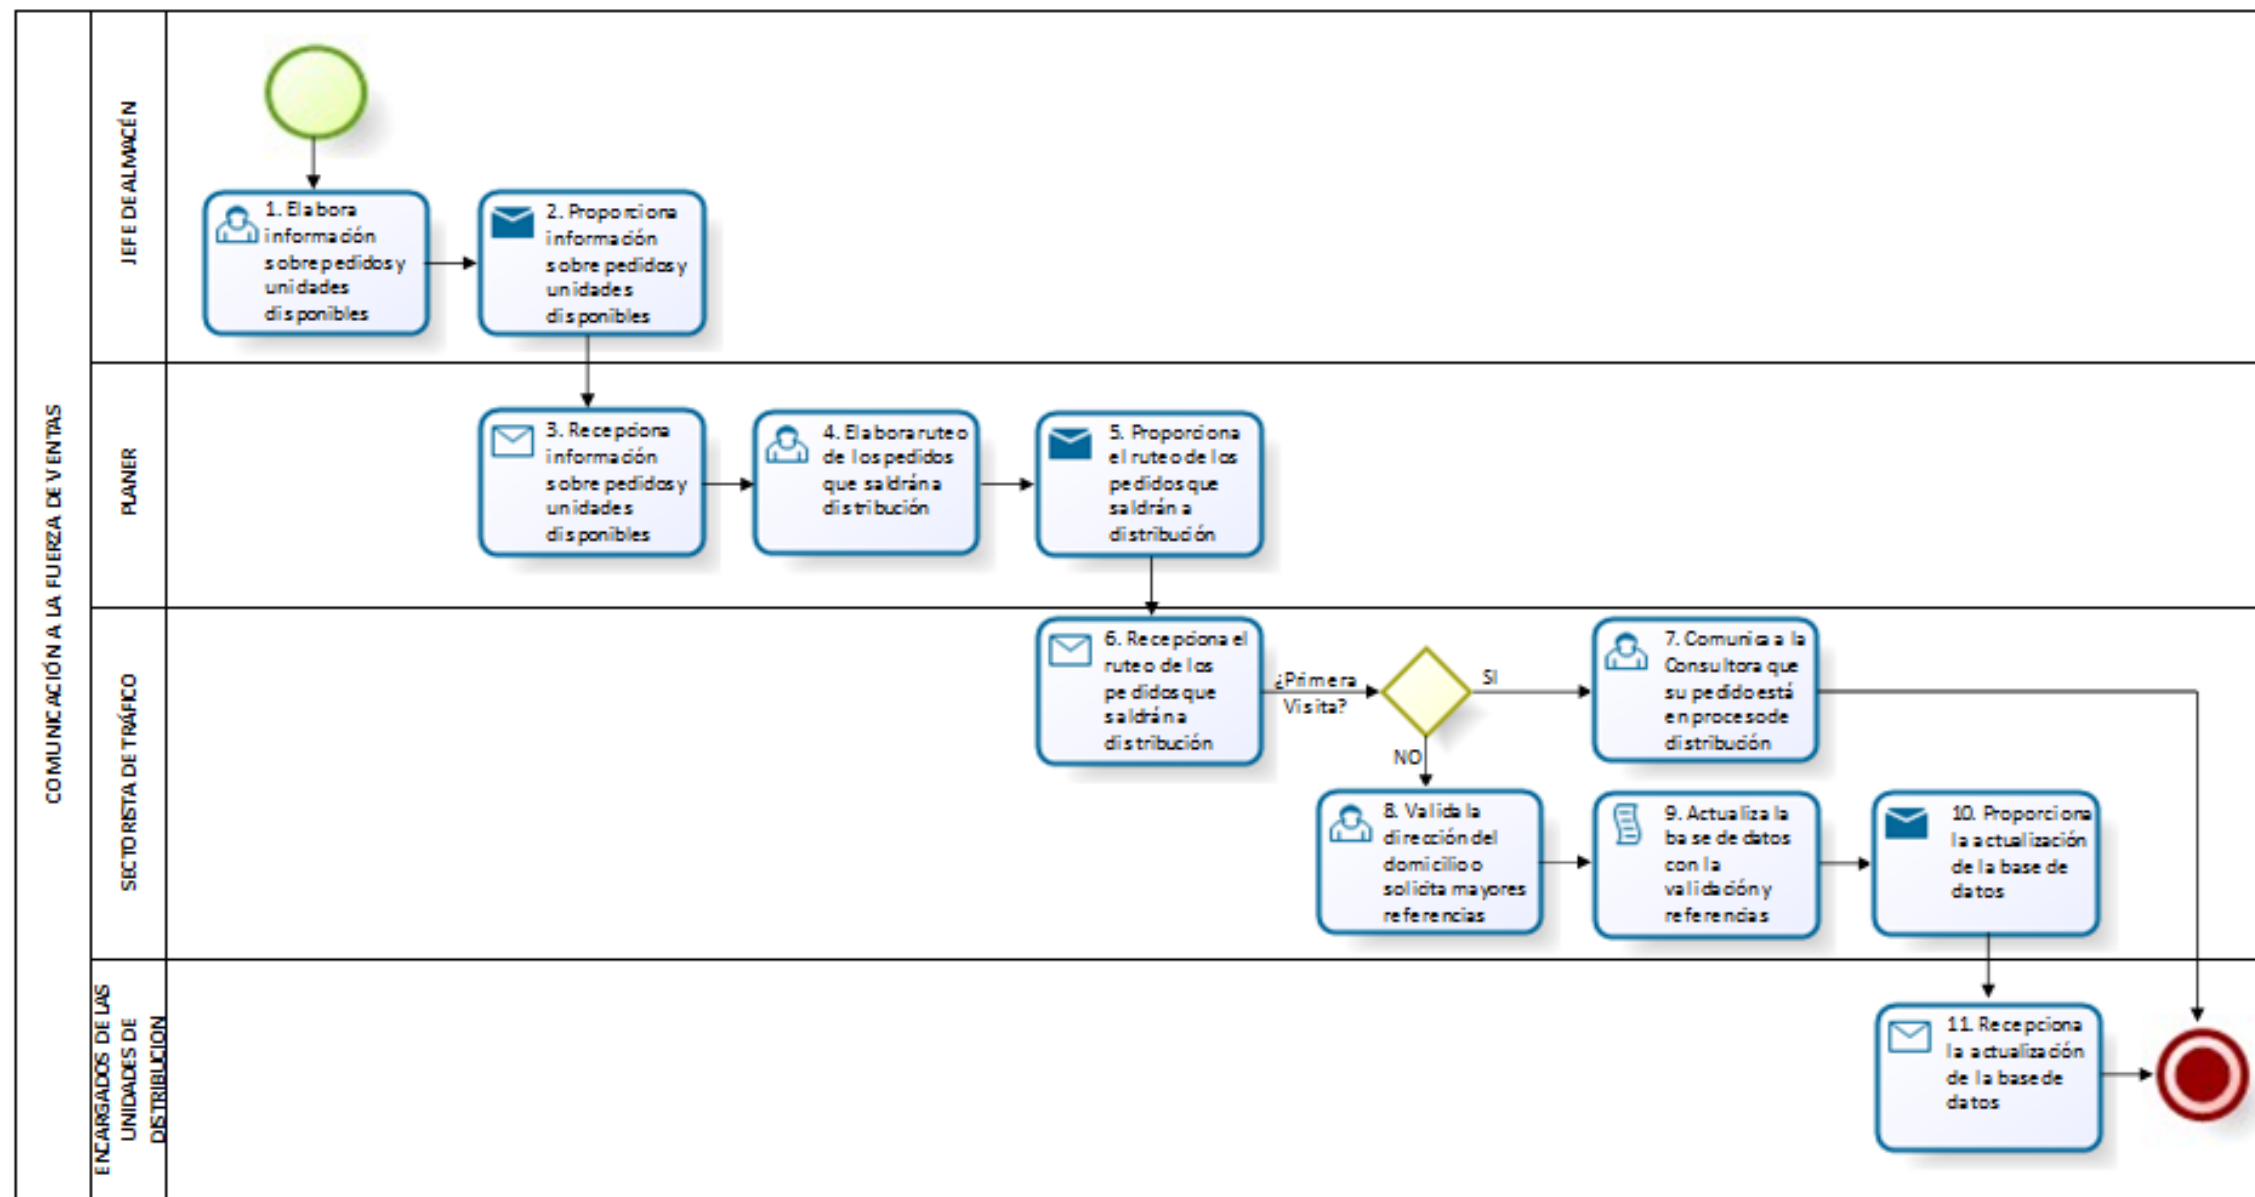 COMUNICACIÓN A LA FUERZA DE VENTAS
JEFE DE ALMACÉN
1. Elabora
información
sobre pedidos y
unidades
disponibles
2. Proporciona
información
sobre pedidos y
unidades
disponibles
PLANER
3. Recepciona
información
sobre pedidos y
unidades
disponibles
4. Elabora ruteo
de los pedidos
que saldrán a
distribución
5. Proporciona
el ruteo de los
pedidos que
saldrán a
distribución
SECTORISTA DE TRÁFICO
6. Recepciona el
ruteo de los
pedidos que
saldrán a
distribución
¿Primera
Visita?
SI
NO
7. Comunica a la
Consultora que
su pedido está
en proceso de
distribución
8. Valida la
dirección del
domicilio o
solicita mayores
referencias
9. Actualiza la
base de datos
con la
validación y
referencias
10. Proporciona
la actualización
de la base de
datos
ENCARGADOS DE LAS
UNIDADES DE
DISTRIBUCION
11. Recepciona
la actualización
de la base de
datos